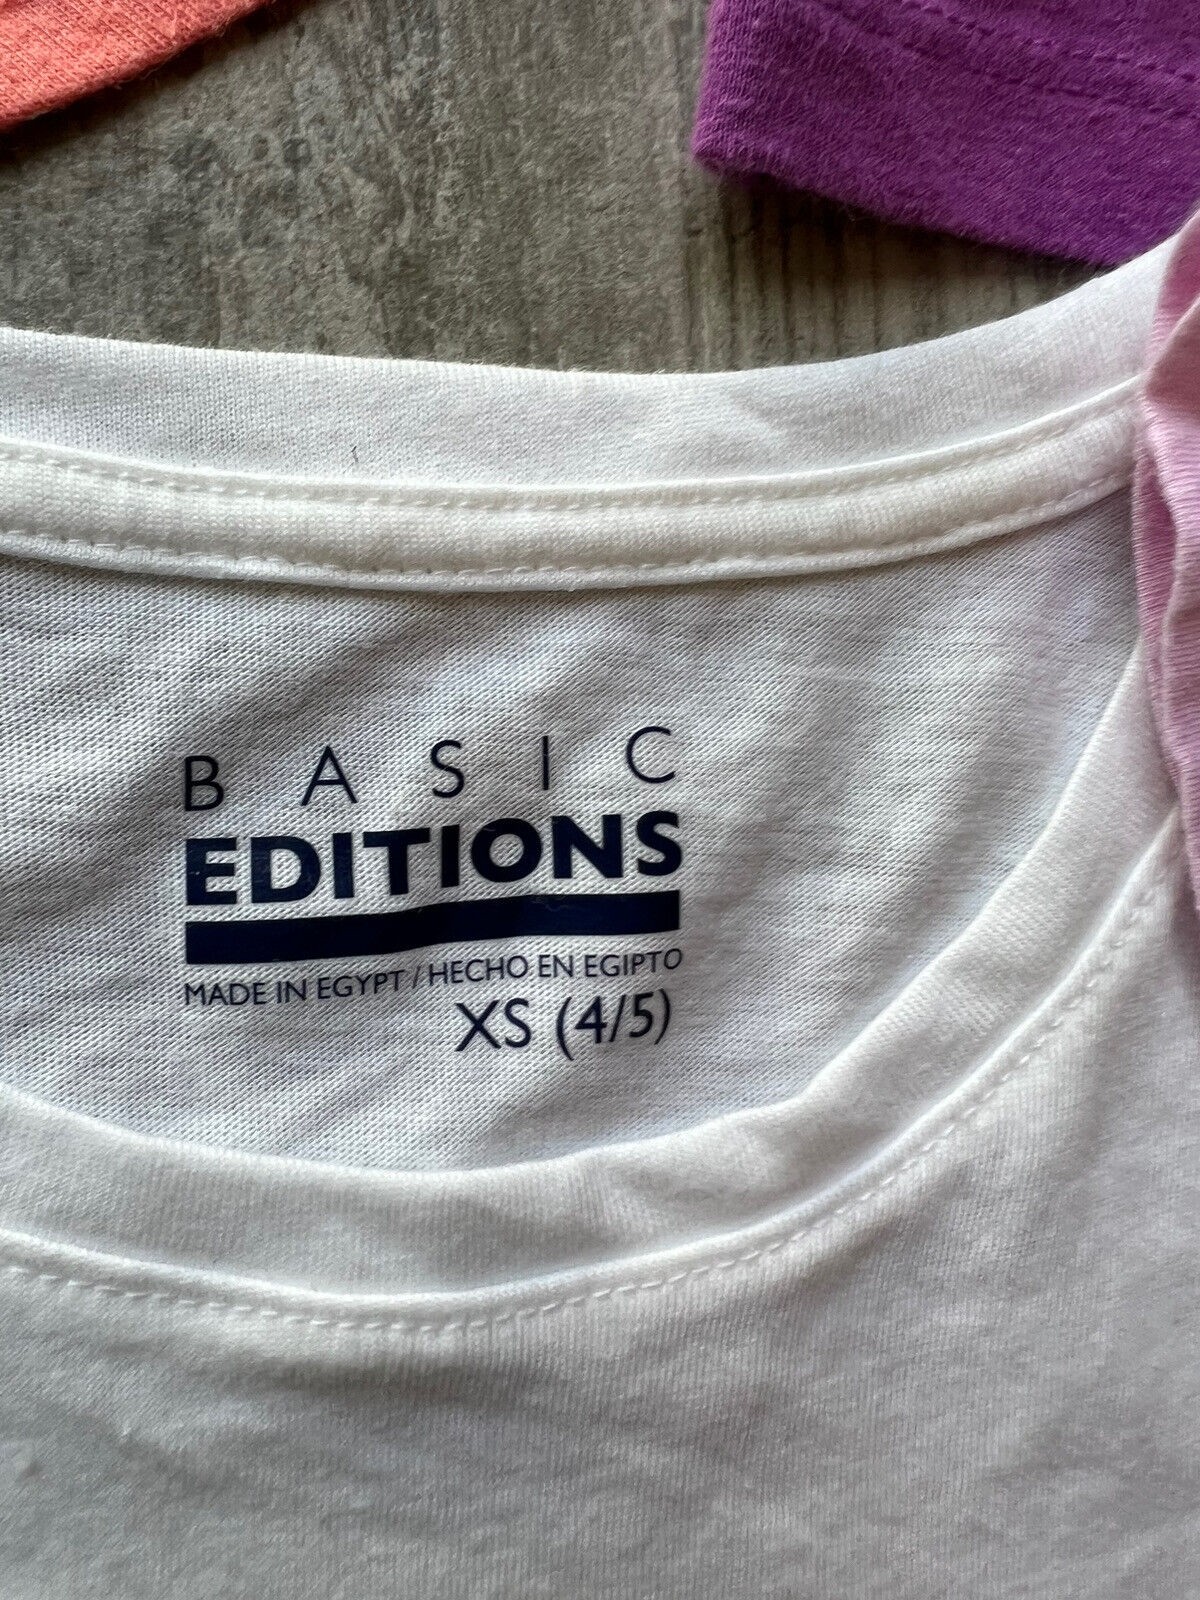 BASIC
EDITIONS
MADE IN EGYPT / HECHO EN EGIPTO
XS (4/5)